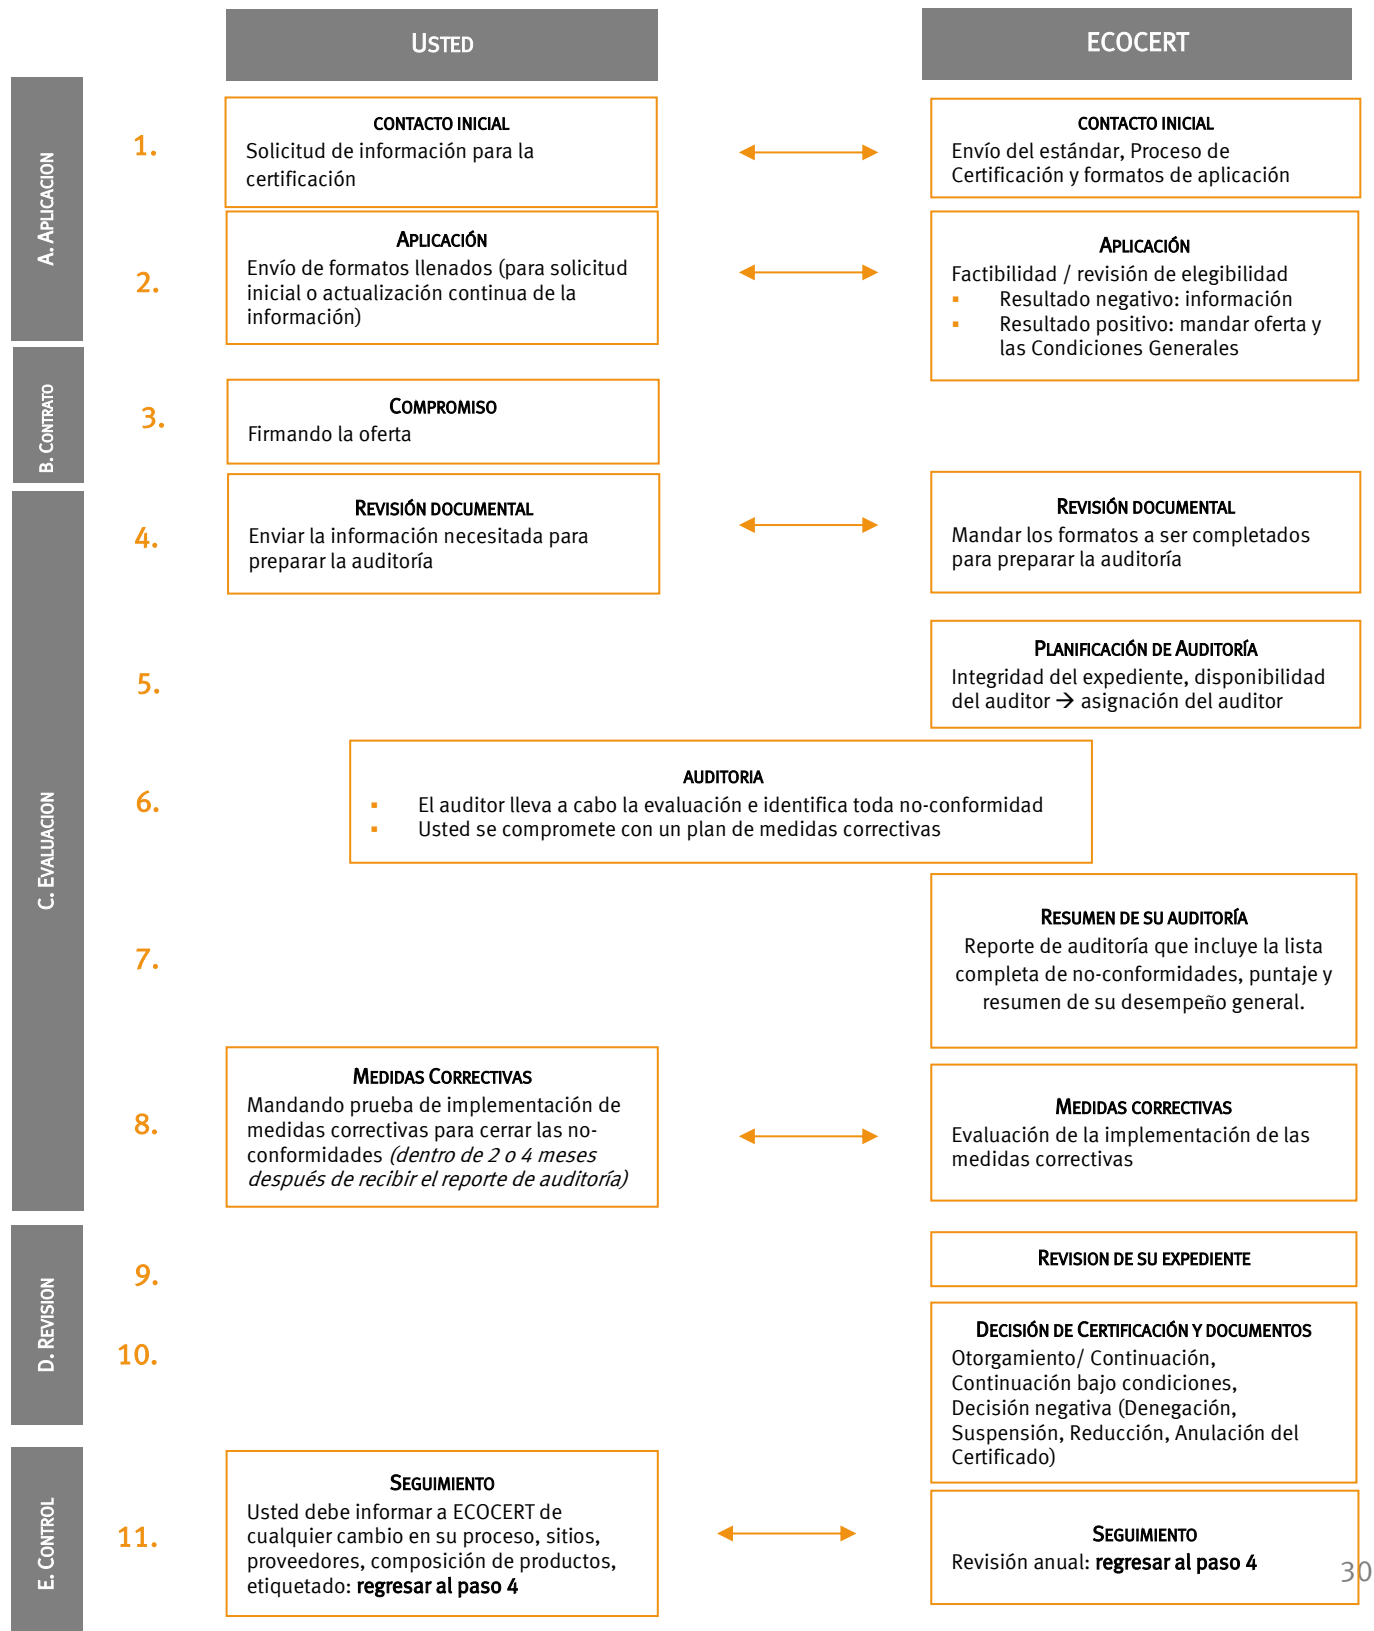 USTED
ECOCERT
A. APLICACION
1.
CONTACTO INICIAL
Solicitud de información para la
certificación
CONTACTO INICIAL
Envío del estándar, Proceso de
Certificación y formatos de aplicación
2.
APLICACIÓN
Envío de formatos llenados (para solicitud
inicial o actualización continua de la
información)
APLICACIÓN
Factibilidad / revisión de elegibilidad
▪ Resultado negativo: información
▪ Resultado positivo: mandar oferta y
las Condiciones Generales
B. CONTRATO
3.
COMPROMISO
Firmando la oferta
C. EVALUACION
4.
REVISIÓN DOCUMENTAL
Enviar la información necesitada para
preparar la auditoría
REVISIÓN DOCUMENTAL
Mandar los formatos a ser completados
para preparar la auditoría
5.
PLANIFICACIÓN DE AUDITORÍA
Integridad del expediente, disponibilidad
del auditor → asignación del auditor
6.
AUDITORIA
▪ El auditor lleva a cabo la evaluación e identifica toda no-conformidad
▪ Usted se compromete con un plan de medidas correctivas
7.
RESUMEN DE SU AUDITORÍA
Reporte de auditoría que incluye la lista
completa de no-conformidades, puntaje y
resumen de su desempeño general.
8.
MEDIDAS CORRECTIVAS
Mandando prueba de implementación de
medidas correctivas para cerrar las no-
conformidades (dentro de 2 o 4 meses
después de recibir el reporte de auditoría)
MEDIDAS CORRECTIVAS
Evaluación de la implementación de las
medidas correctivas
D. REVISION
9.
REVISION DE SU EXPEDIENTE
10.
DECISIÓN DE CERTIFICACIÓN Y DOCUMENTOS
Otorgamiento/ Continuación,
Continuación bajo condiciones,
Decisión negativa (Denegación,
Suspensión, Reducción, Anulación del
Certificado)
E. CONTROL
11.
SEGUIMIENTO
Usted debe informar a ECOCERT de
cualquier cambio en su proceso, sitios,
proveedores, composición de productos,
etiquetado: regresar al paso 4
SEGUIMIENTO
Revisión anual: regresar al paso 4
30